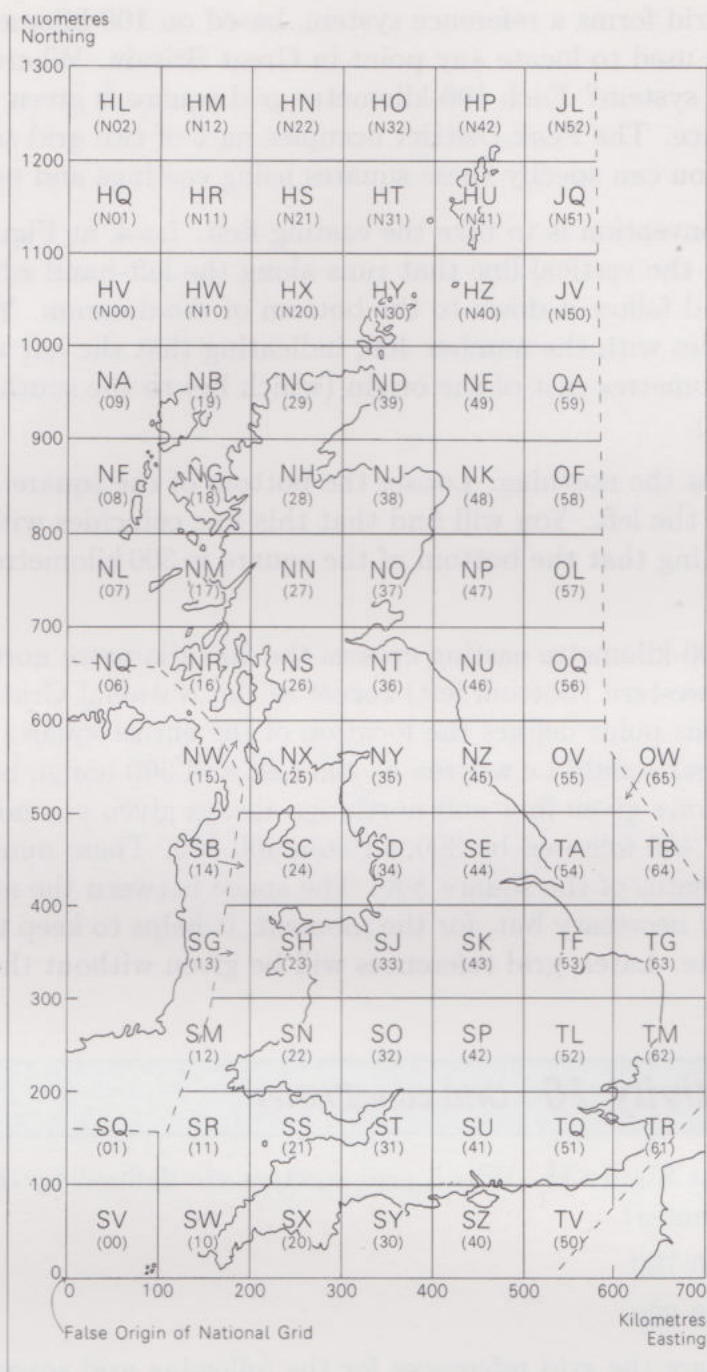 Kilometres
Northing
1300
HL HM HN HO HP JL
(N02) (N12) (N22) (N32) (N42) (N52)
1200
HQ HR HS HT HU JQ
(N01) (N11) (N21) (N31) (N41) (N51)
1100
HV HW HX HY HZ JV
(N00) (N10) (N20) (N30) (N40) (N50)
1000
NA NB NC ND NE OA
(09) (19) (29) (39) (49) (59)
900
NF NG NH NJ NK OF
(08) (18) (28) (38) (48) (58)
800
NL NM NN NO NP OL
(07) (17) (27) (37) (47) (57)
700
NQ NR NS NT NU OQ
(06) (16) (26) (36) (46) (56)
600
NW NX NY NZ OV OW
(15) (25) (35) (45) (55) (65)
500
SB SC SD SE TA TB
(14) (24) (34) (44) (54) (64)
400
SG SH SJ SK TF TG
(13) (23) (33) (43) (53) (63)
300
SM SN SO SP TL TM
(12) (22) (32) (42) (52) (62)
200
SQ SR SS ST SU TQ TR
(01) (11) (21) (31) (41) (51) (61)
100
SV SW SX SY SZ TV
(00) (10) (20) (30) (40) (50)
0
0 100 200 300 400 500 600 700
False Origin of National Grid
Kilometres
Easting